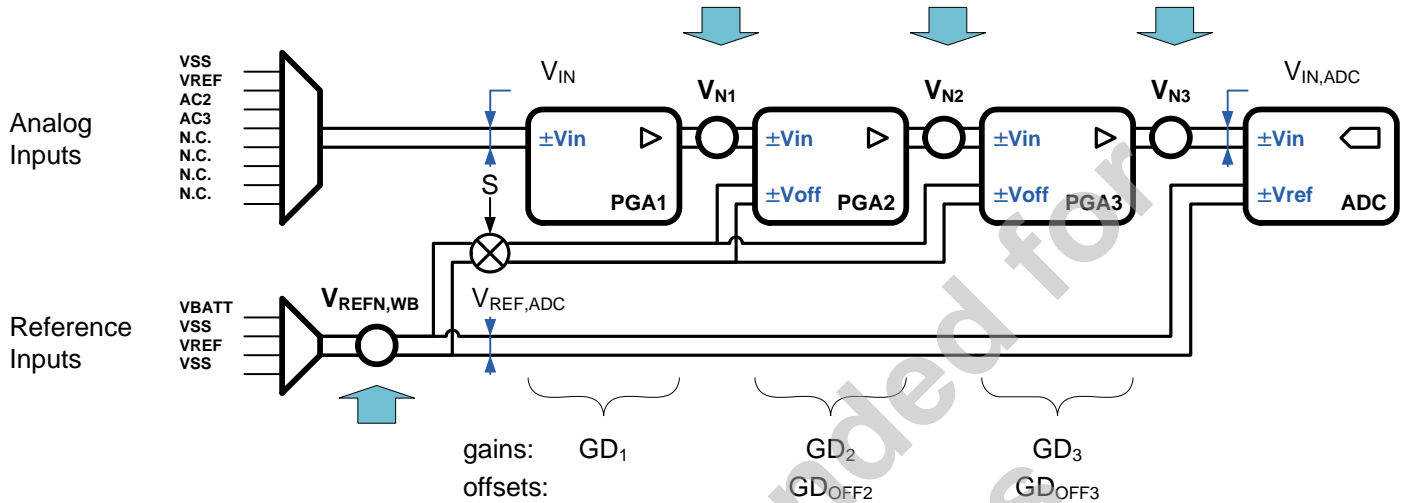 Analog
Inputs
VSS
VREF
AC2
AC3
N.C.
N.C.
N.C.
N.C.
VIN
S
±Vin
PGA1
VN1
±Vin
±Voff
PGA2
VN2
±Vin
±Voff
PGA3
VN3
VIN,ADC
±Vin
±Vref
ADC
Reference
Inputs
VBATT
VSS
VREF
VSS
VREFN,WB
VREF,ADC
gains: GD1 GD2 GD3
offsets: GDOFF2 GDOFF3
nded for